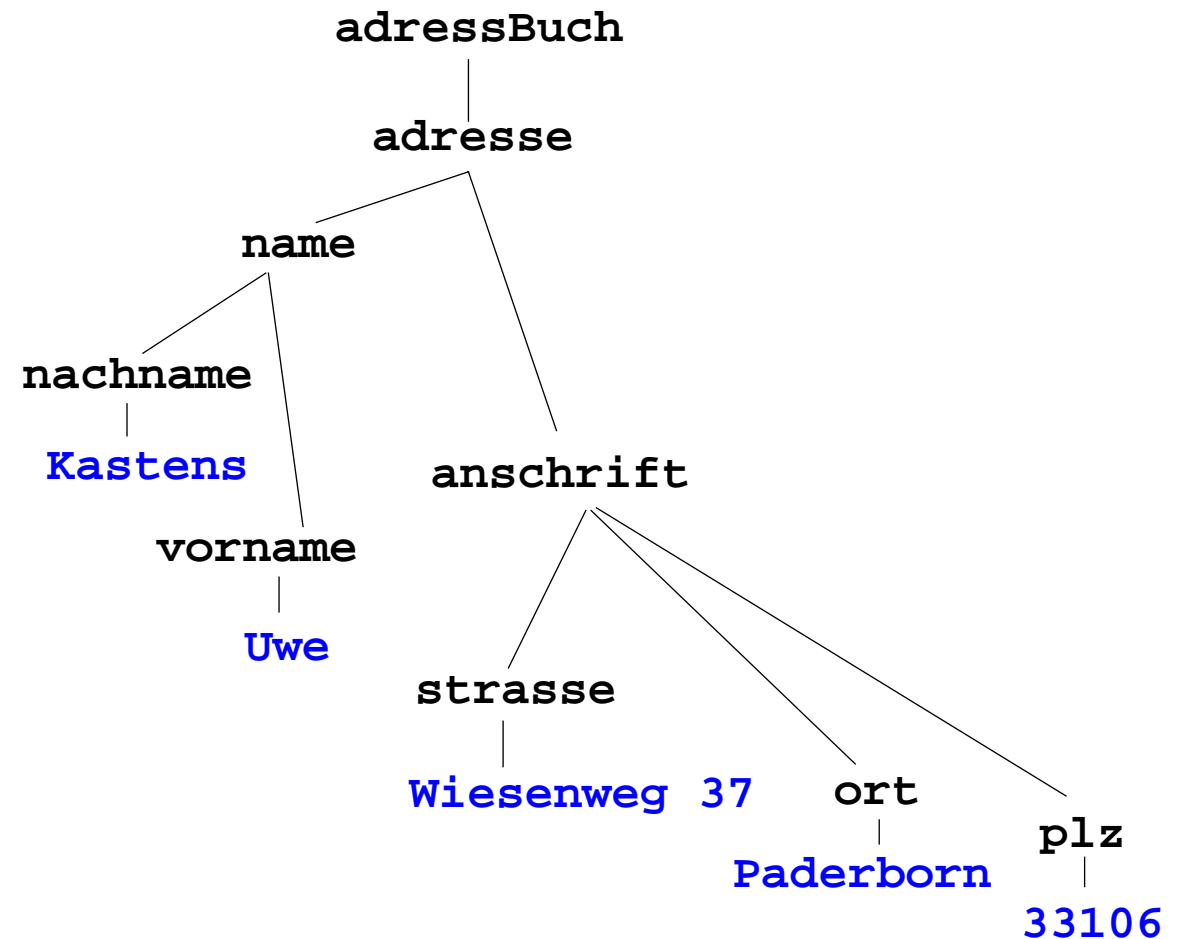 adressBuch
adresse
name
nachname
Kastens
vorname
Uwe
anschrift
strasse
Wiesenweg 37
ort
Paderborn
plz
33106